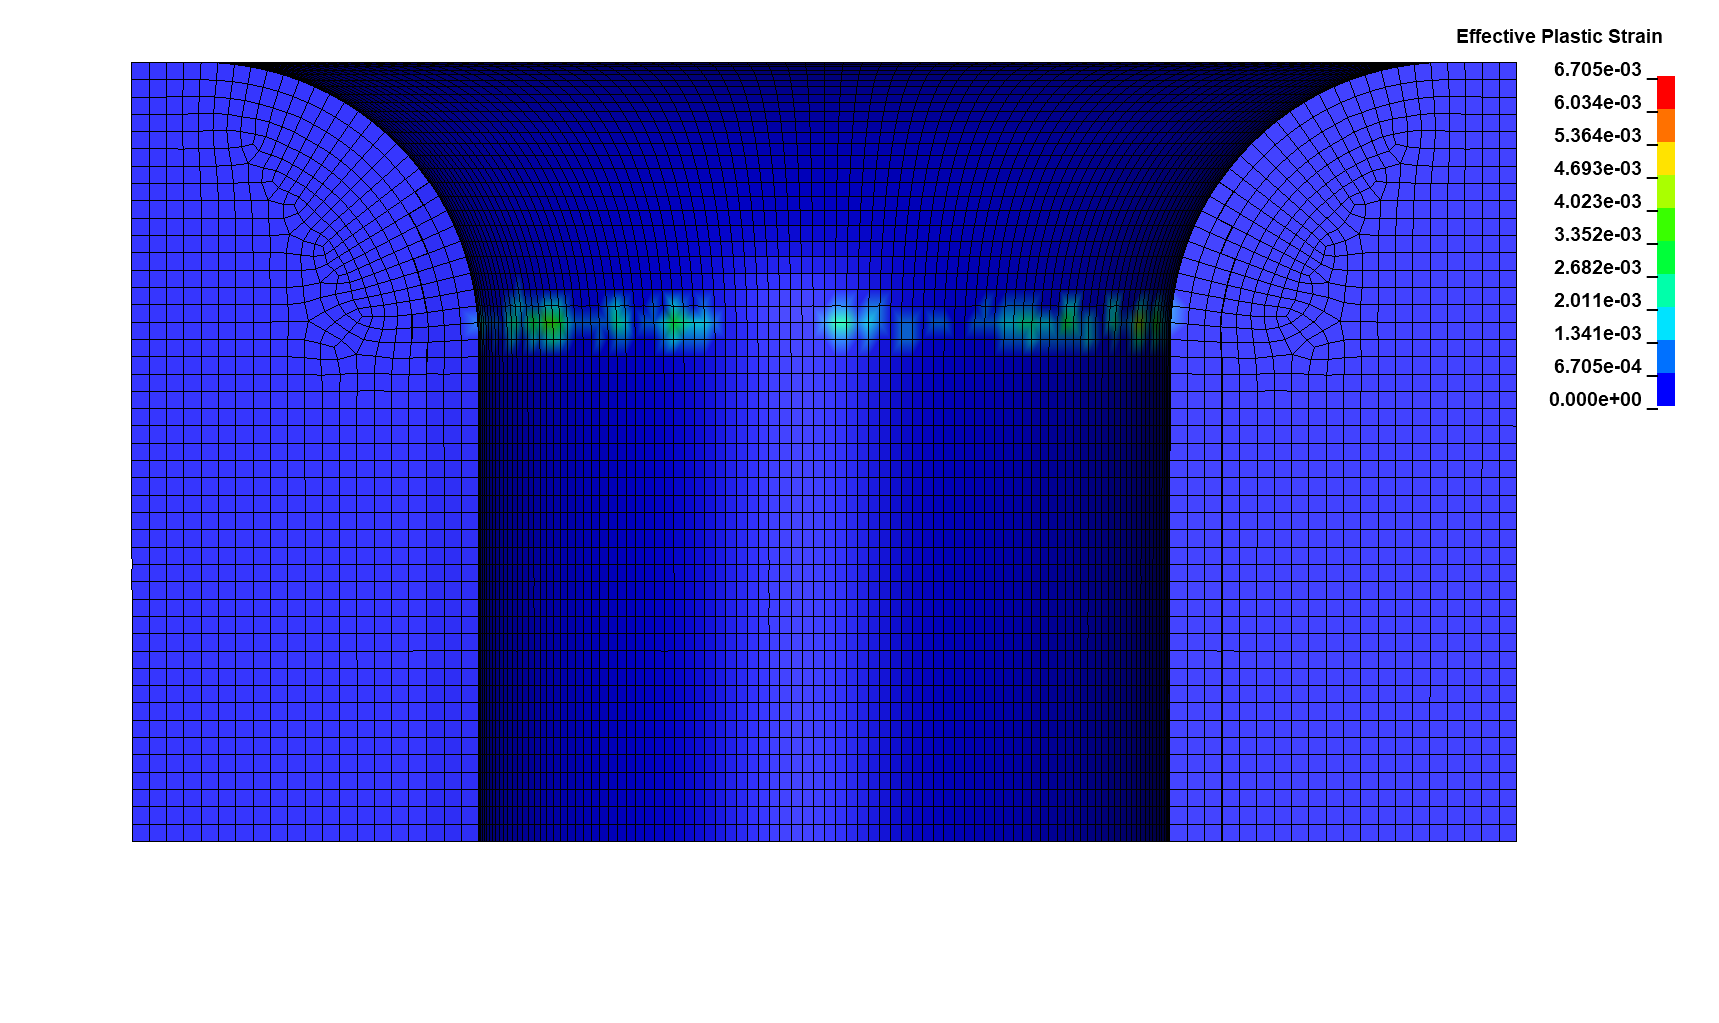 Effective Plastic Strain
6.705e-03
6.034e-03
5.364e-03
4.693e-03
4.023e-03
3.352e-03
2.682e-03
2.011e-03
1.341e-03
6.705e-04
0.000e+00